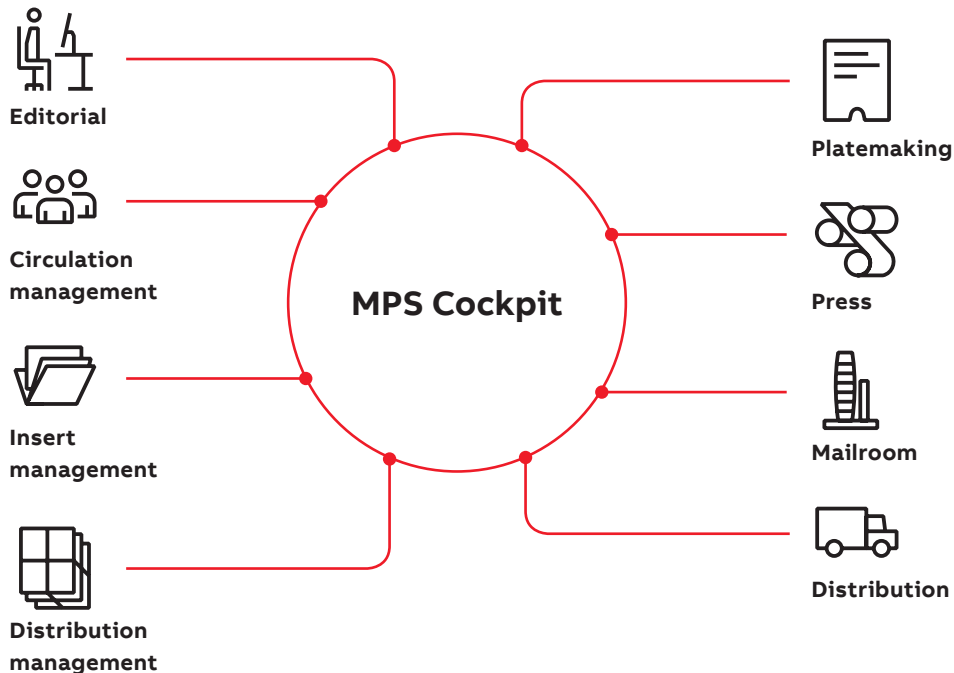 Editorial
Circulation
management
Insert
management
Distribution
management
MPS Cockpit
Platemaking
Press
Mailroom
Distribution